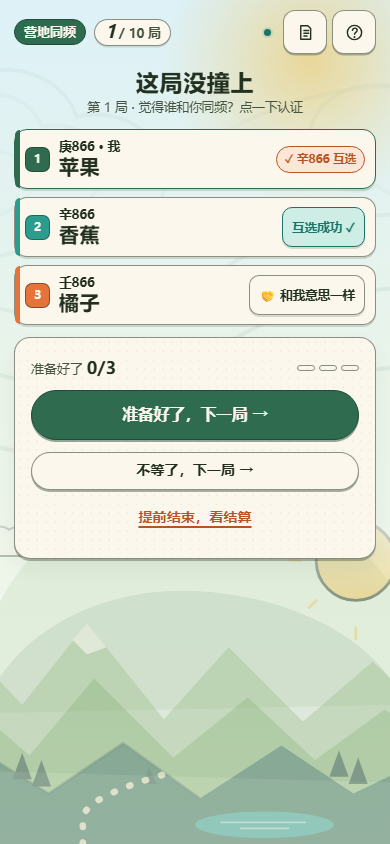 营地同频
1 / 10 局
这局没撞上
第 1 局 · 觉得谁和你同频？点一下认证
1
庚866 • 我
苹果
✓ 辛866 互选
2
辛866
香蕉
互选成功 ✓
3
壬866
橘子
🤝 和我意思一样
准备好了 0/3
准备好了，下一局 →
不等了，下一局 →
提前结束，看结算